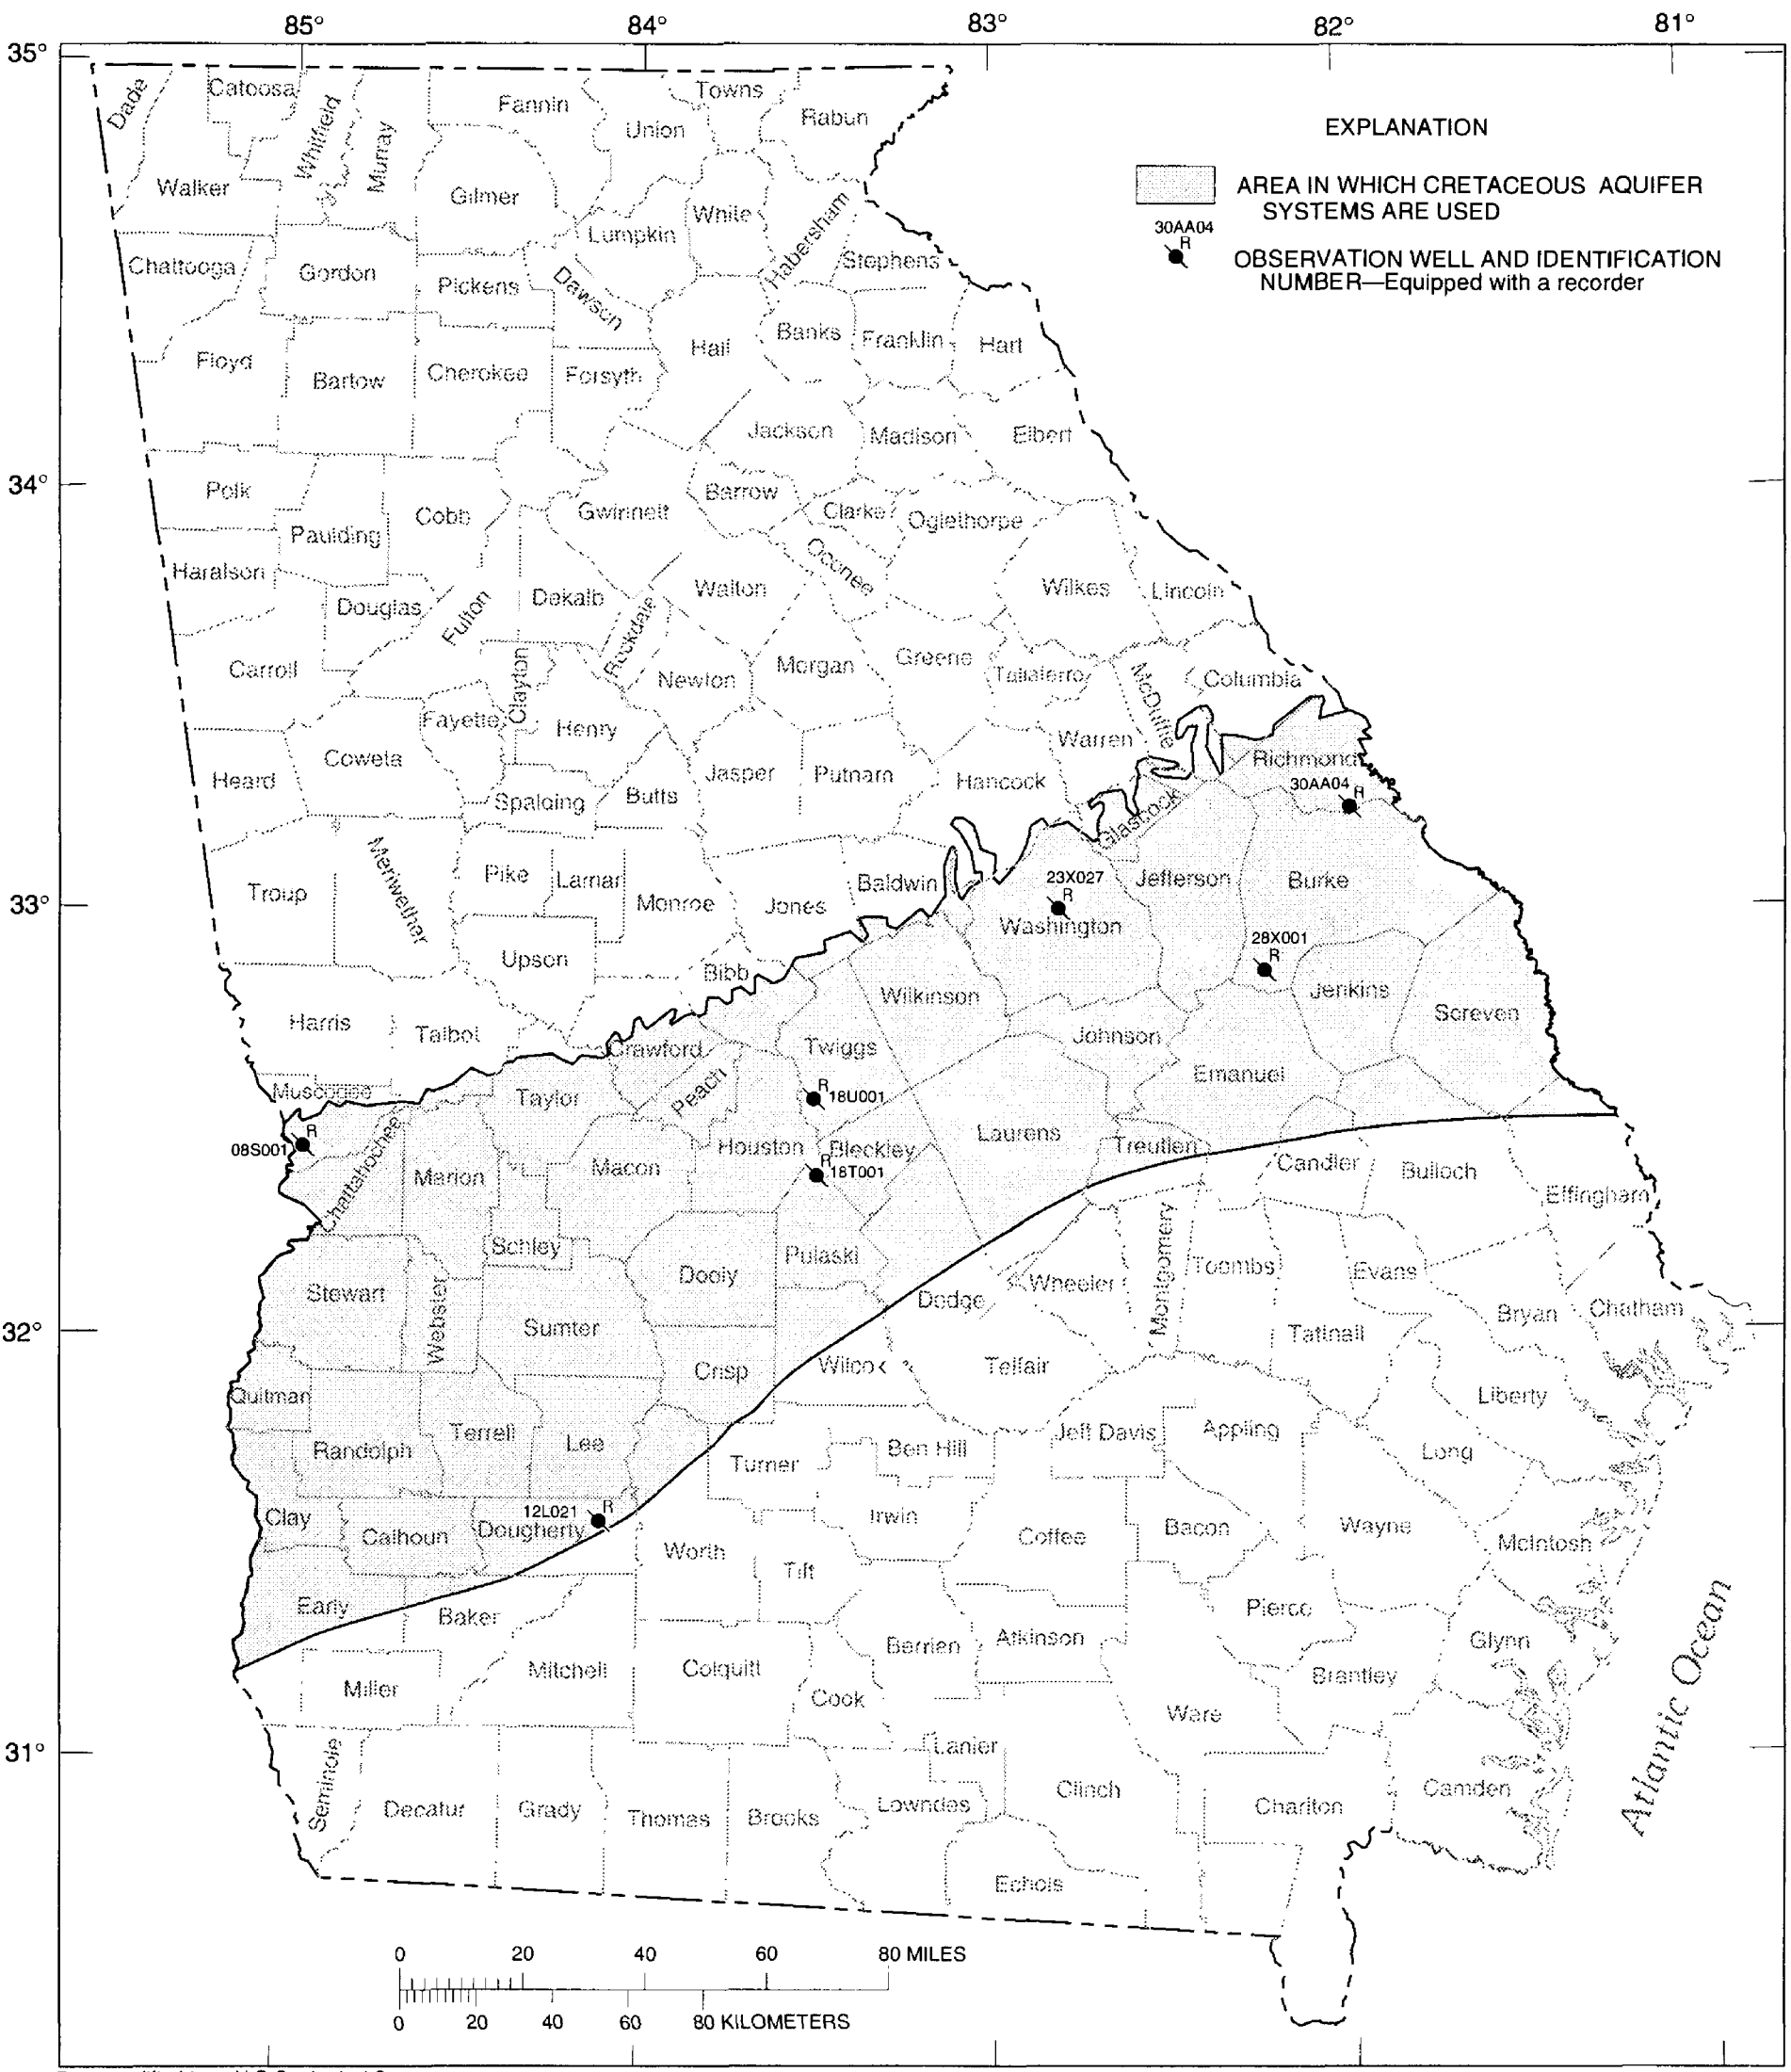 85°
84°
83°
82°
81°
35°
34°
33°
32°
31°
EXPLANATION
AREA IN WHICH CRETACEOUS AQUIFER
SYSTEMS ARE USED
30AA04
R
OBSERVATION WELL AND IDENTIFICATION
NUMBER—Equipped with a recorder
Dade
Catoosa
Whitfield
Murray
Fannin
Union
Towns
Rabun
Walker
Gilmer
White
Lumpkin
Habersham
Stephens
Chattooga
Gordon
Pickens
Dawson
Floyd
Bartow
Cherokee
Forsyth
Hall
Banks
Franklin
Hart
Jackson
Madison
Elbert
Polk
Paulding
Cobb
Gwinnett
Barrow
Clarke
Oglethorpe
Oconee
Haralson
Douglas
Fulton
Dekalb
Rockdale
Walton
Wilkes
Lincoln
Carroll
Clayton
Newton
Morgan
Greene
Taliaferro
McDuffie
Columbia
Fayette
Henry
Coweta
Heard
Spalding
Butts
Jasper
Putnam
Hancock
Warren
Richmond
30AA04
R
Glascock
Troup
Meriwether
Pike
Lamar
Monroe
Jones
Baldwin
23X027
R
Washington
Jefferson
Burke
28X001
R
Upson
Bibb
Wilkinson
Jenkins
Screven
Harris
Talbot
Crawford
Twiggs
Johnson
Emanuel
Muscogee
Taylor
Peach
R
18U001
08S001
R
Chattahochee
Marion
Macon
Houston
Bleckley
R
18T001
Laurens
Treutlen
Candler
Bulloch
Effingham
Schley
Dooly
Pulaski
Stewart
Webster
Sumter
Dodge
Wheeler
Montgomery
Toombs
Evans
Bryan
Chatham
Tattnall
Quitman
Crisp
Wilcox
Telfair
Liberty
Randolph
Terrell
Lee
Turner
Ben Hill
Jeff Davis
Appling
Long
Clay
Calhoun
12L021
R
Dougherty
Worth
Tift
Irwin
Coffee
Bacon
Wayne
McIntosh
Early
Baker
Berrien
Atkinson
Pierce
Glynn
Miller
Mitchell
Colquitt
Cook
Ware
Brantley
Seminole
Decatur
Grady
Thomas
Brooks
Lanier
Lowndes
Clinch
Charlton
Camden
Echols
Atlantic Ocean
0 20 40 60 80 MILES
0 20 40 60 80 KILOMETERS